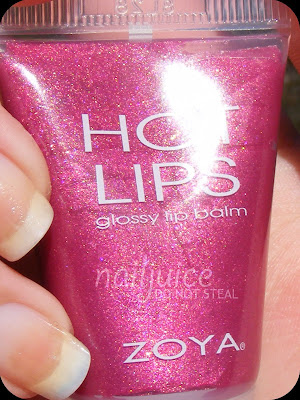 HOT
LIPS
glossy lip balm
nailjuice
DO NOT STEAL
ZOYA®